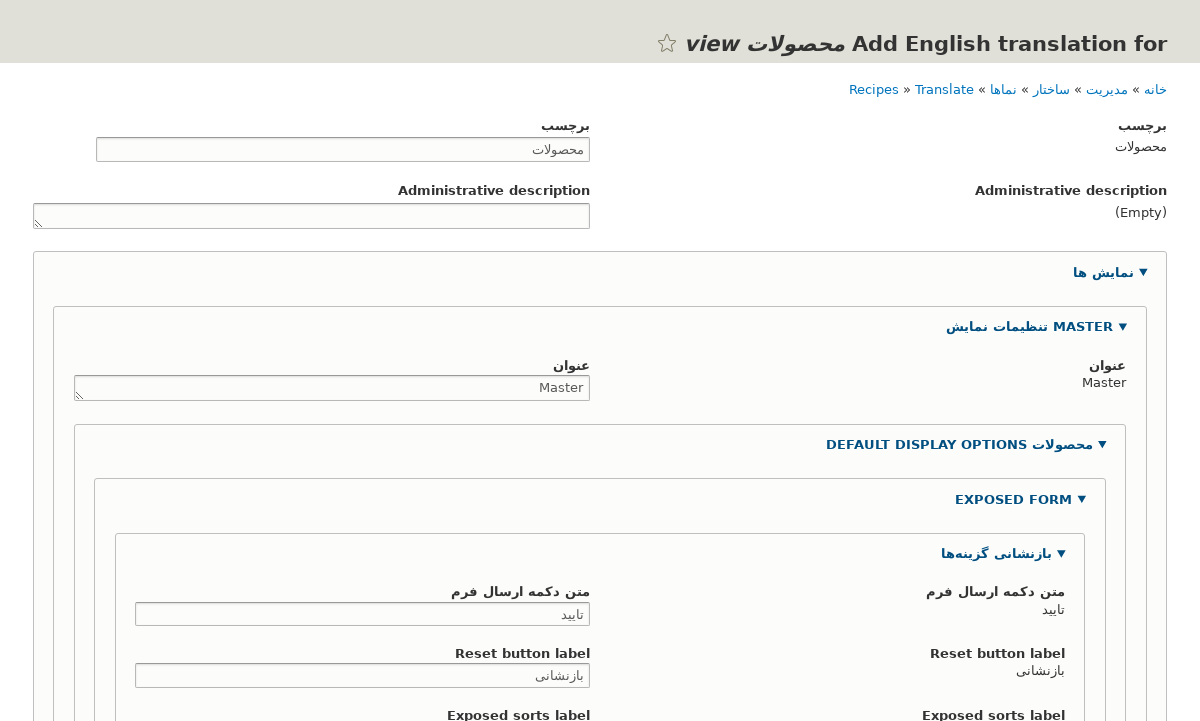 Add English translation for محصولات view
خانه » مدیریت » ساختار » نماها » Translate » Recipes
برچسب
محصولات
برچسب
محصولات
Administrative description
(Empty)
Administrative description
نمایش ها
MASTER تنظیمات نمایش
عنوان
Master
عنوان
Master
محصولات DEFAULT DISPLAY OPTIONS
EXPOSED FORM
بازنشانی گزینه‌ها
متن دکمه ارسال فرم
تایید
متن دکمه ارسال فرم
تایید
Reset button label
بازنشانی
Reset button label
بازنشانی
Exposed sorts label
Exposed sorts label